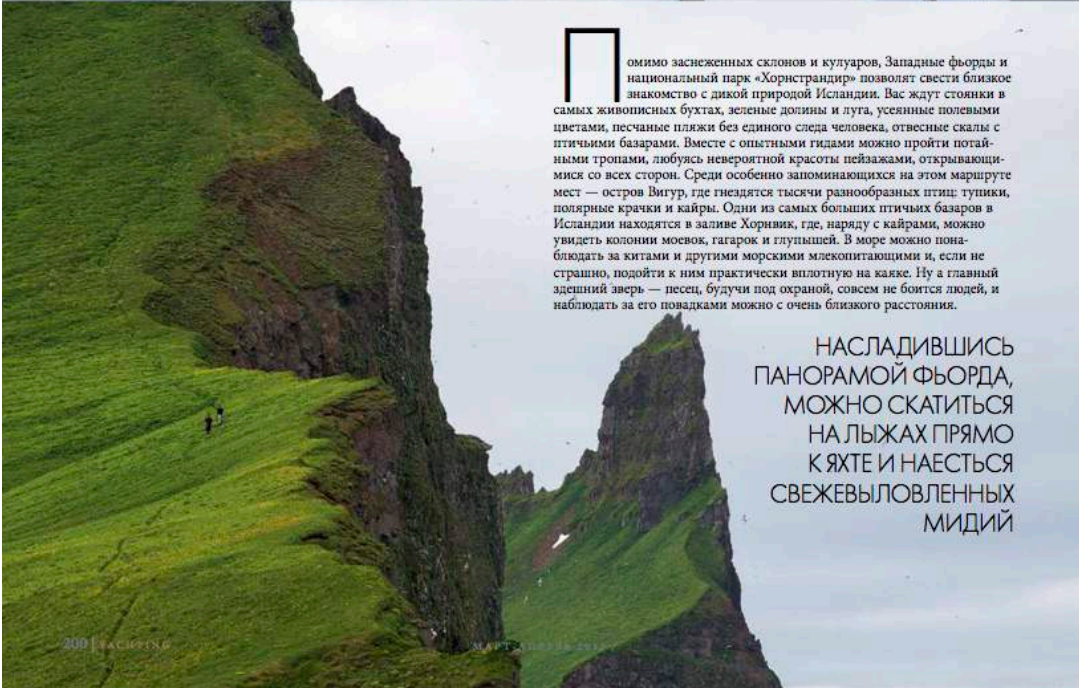 Помимо заснеженных склонов и кулуаров, Западные фьорды и
национальный парк «Хорнстрандир» позволят свести близкое
знакомство с дикой природой Исландии. Вас ждут стоянки в
самых живописных бухтах, зеленые долины и луга, усеянные полевыми
цветами, песчаные пляжи без единого следа человека, отвесные скалы с
птичьими базарами. Вместе с опытными гидами можно пройти потай-
ными тропами, любуясь невероятной красоты пейзажами, открывающи-
мися со всех сторон. Среди особенно запоминающихся на этом маршруте
мест — остров Вигур, где гнездятся тысячи разнообразных птиц: тупики,
полярные крачки и кайры. Одни из самых больших птичьих базаров в
Исландии находятся в заливе Хорнвик, где, наряду с кайрами, можно
увидеть колонии моевок, гагарок и глупышей. В море можно пона-
блюдать за китами и другими морскими млекопитающими и, если не
страшно, подойти к ним практически вплотную на каяке. Ну а главный
здешний зверь — песец, будучи под охраной, совсем не боится людей, и
наблюдать за его повадками можно с очень близкого расстояния.
НАСЛАДИВШИСЬ
ПАНОРАМОЙ ФЬОРДА,
МОЖНО СКАТИТЬСЯ
НА ЛЫЖАХ ПРЯМО
К ЯХТЕ И НАЕСТЬСЯ
СВЕЖЕВЫЛОВЛЕННЫХ
МИДИЙ
200 | YACHTING
МАРТ-АПРЕЛЬ